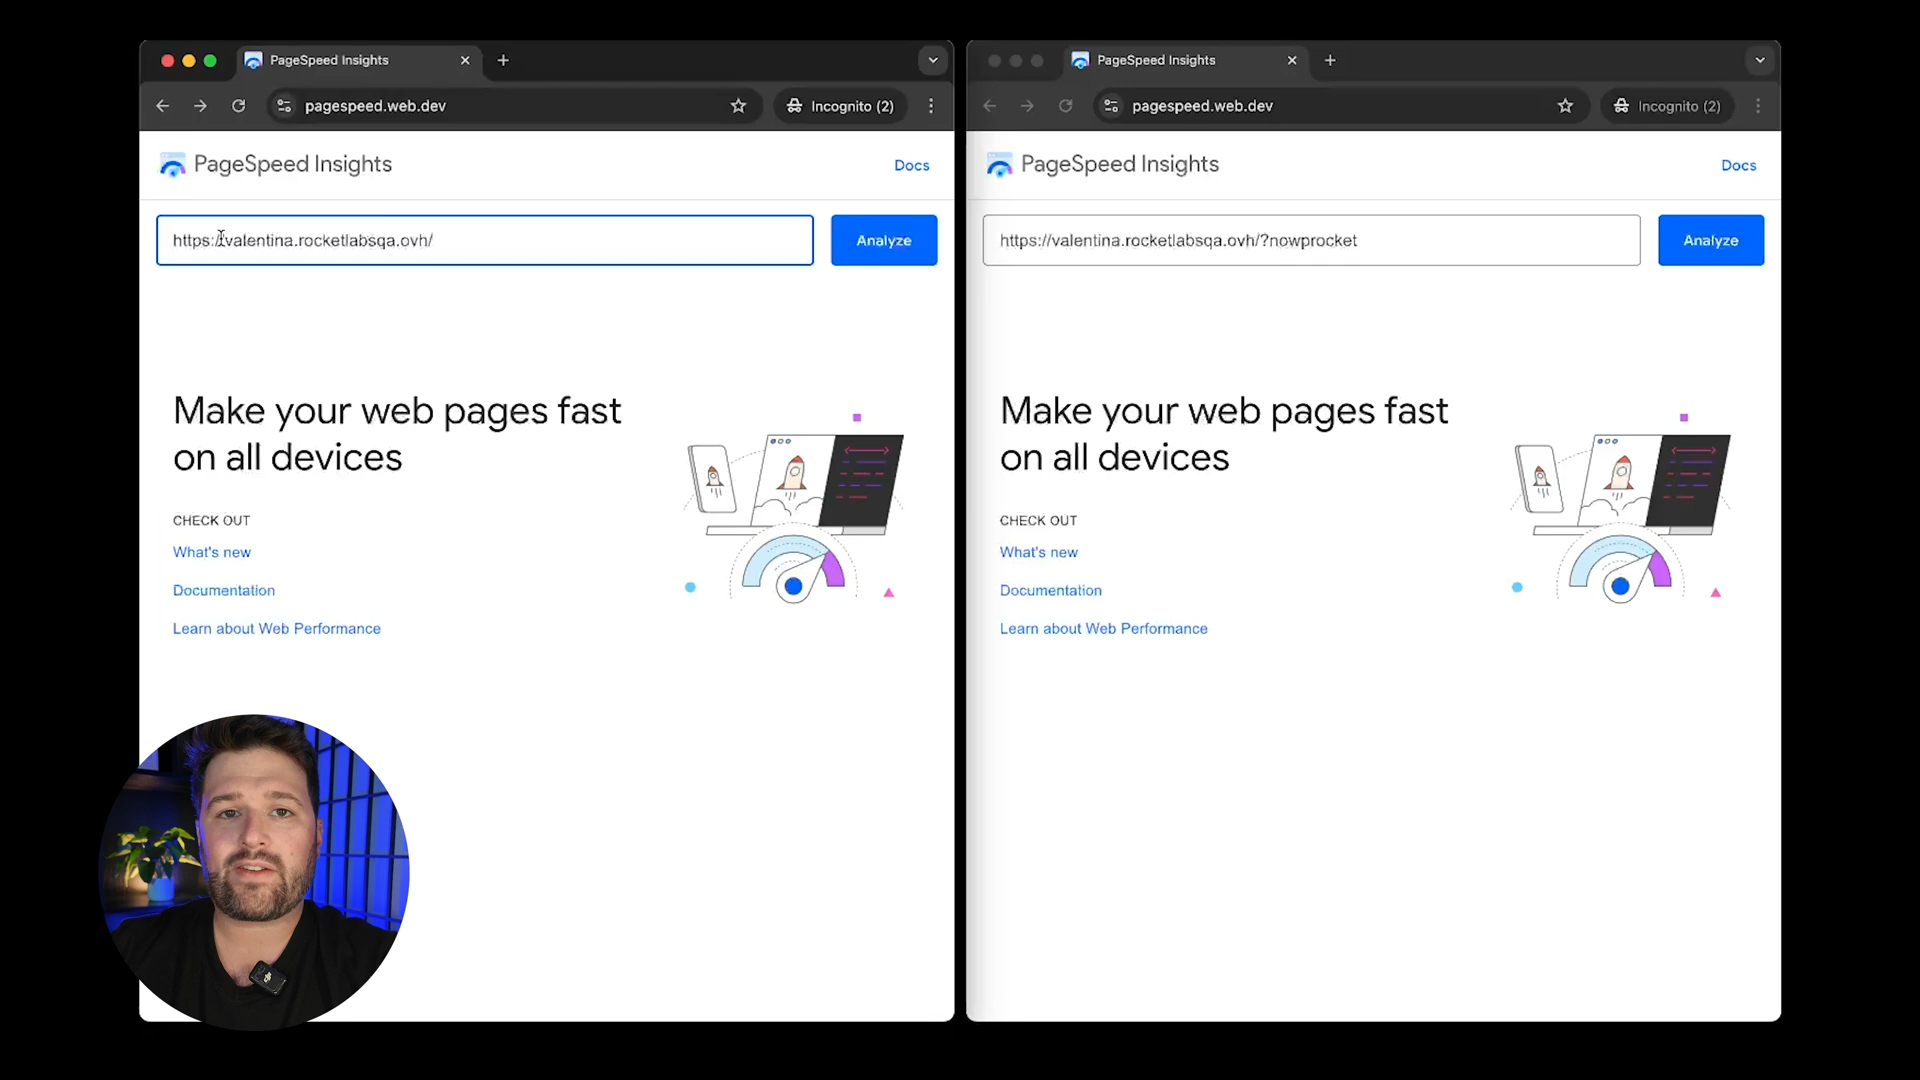 PageSpeed Insights
pagespeed.web.dev
Incognito (2)
PageSpeed Insights
Docs
https://valentina.rocketlabsqa.ovh/
Analyze
Make your web pages fast
on all devices
CHECK OUT
What's new
Documentation
Learn about Web Performance
PageSpeed Insights
pagespeed.web.dev
Incognito (2)
PageSpeed Insights
Docs
https://valentina.rocketlabsqa.ovh/?nowprocket
Analyze
Make your web pages fast
on all devices
CHECK OUT
What's new
Documentation
Learn about Web Performance